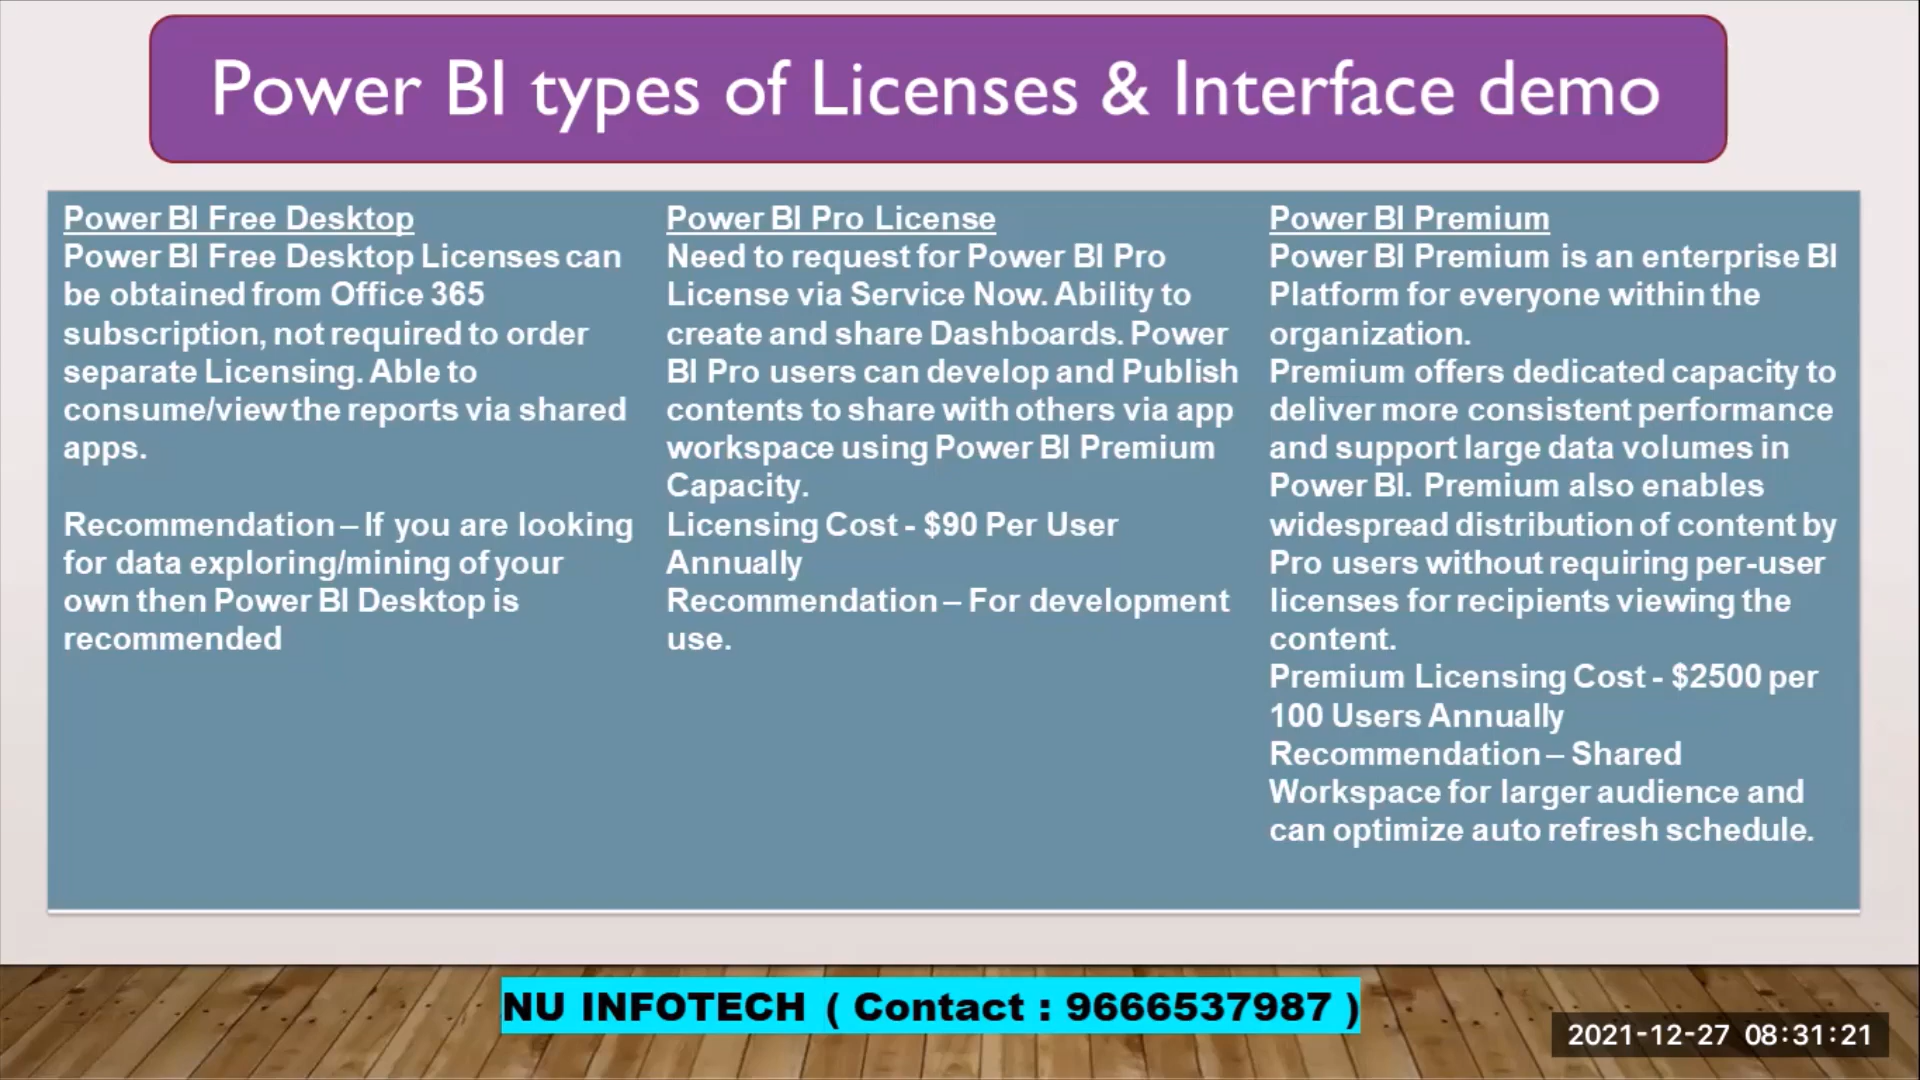 Power BI types of Licenses & Interface demo
Power BI Free Desktop
Power BI Free Desktop Licenses can
be obtained from Office 365
subscription, not required to order
separate Licensing. Able to
consume/view the reports via shared
apps.
Recommendation – If you are looking
for data exploring/mining of your
own then Power BI Desktop is
recommended
Power BI Pro License
Need to request for Power BI Pro
License via Service Now. Ability to
create and share Dashboards. Power
BI Pro users can develop and Publish
contents to share with others via app
workspace using Power BI Premium
Capacity.
Licensing Cost - $90 Per User
Annually
Recommendation – For development
use.
Power BI Premium
Power BI Premium is an enterprise BI
Platform for everyone within the
organization.
Premium offers dedicated capacity to
deliver more consistent performance
and support large data volumes in
Power BI. Premium also enables
widespread distribution of content by
Pro users without requiring per-user
licenses for recipients viewing the
content.
Premium Licensing Cost - $2500 per
100 Users Annually
Recommendation – Shared
Workspace for larger audience and
can optimize auto refresh schedule.
NU INFOTECH ( Contact : 9666537987 )
2021-12-27 08:31:21